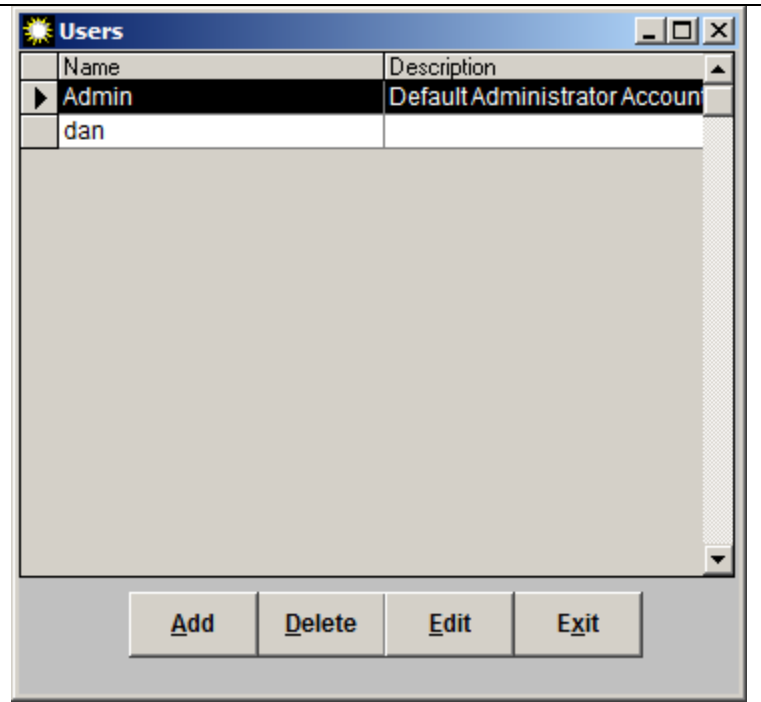 Users
Name Description
Admin Default Administrator Accoun
dan
Add Delete Edit Exit